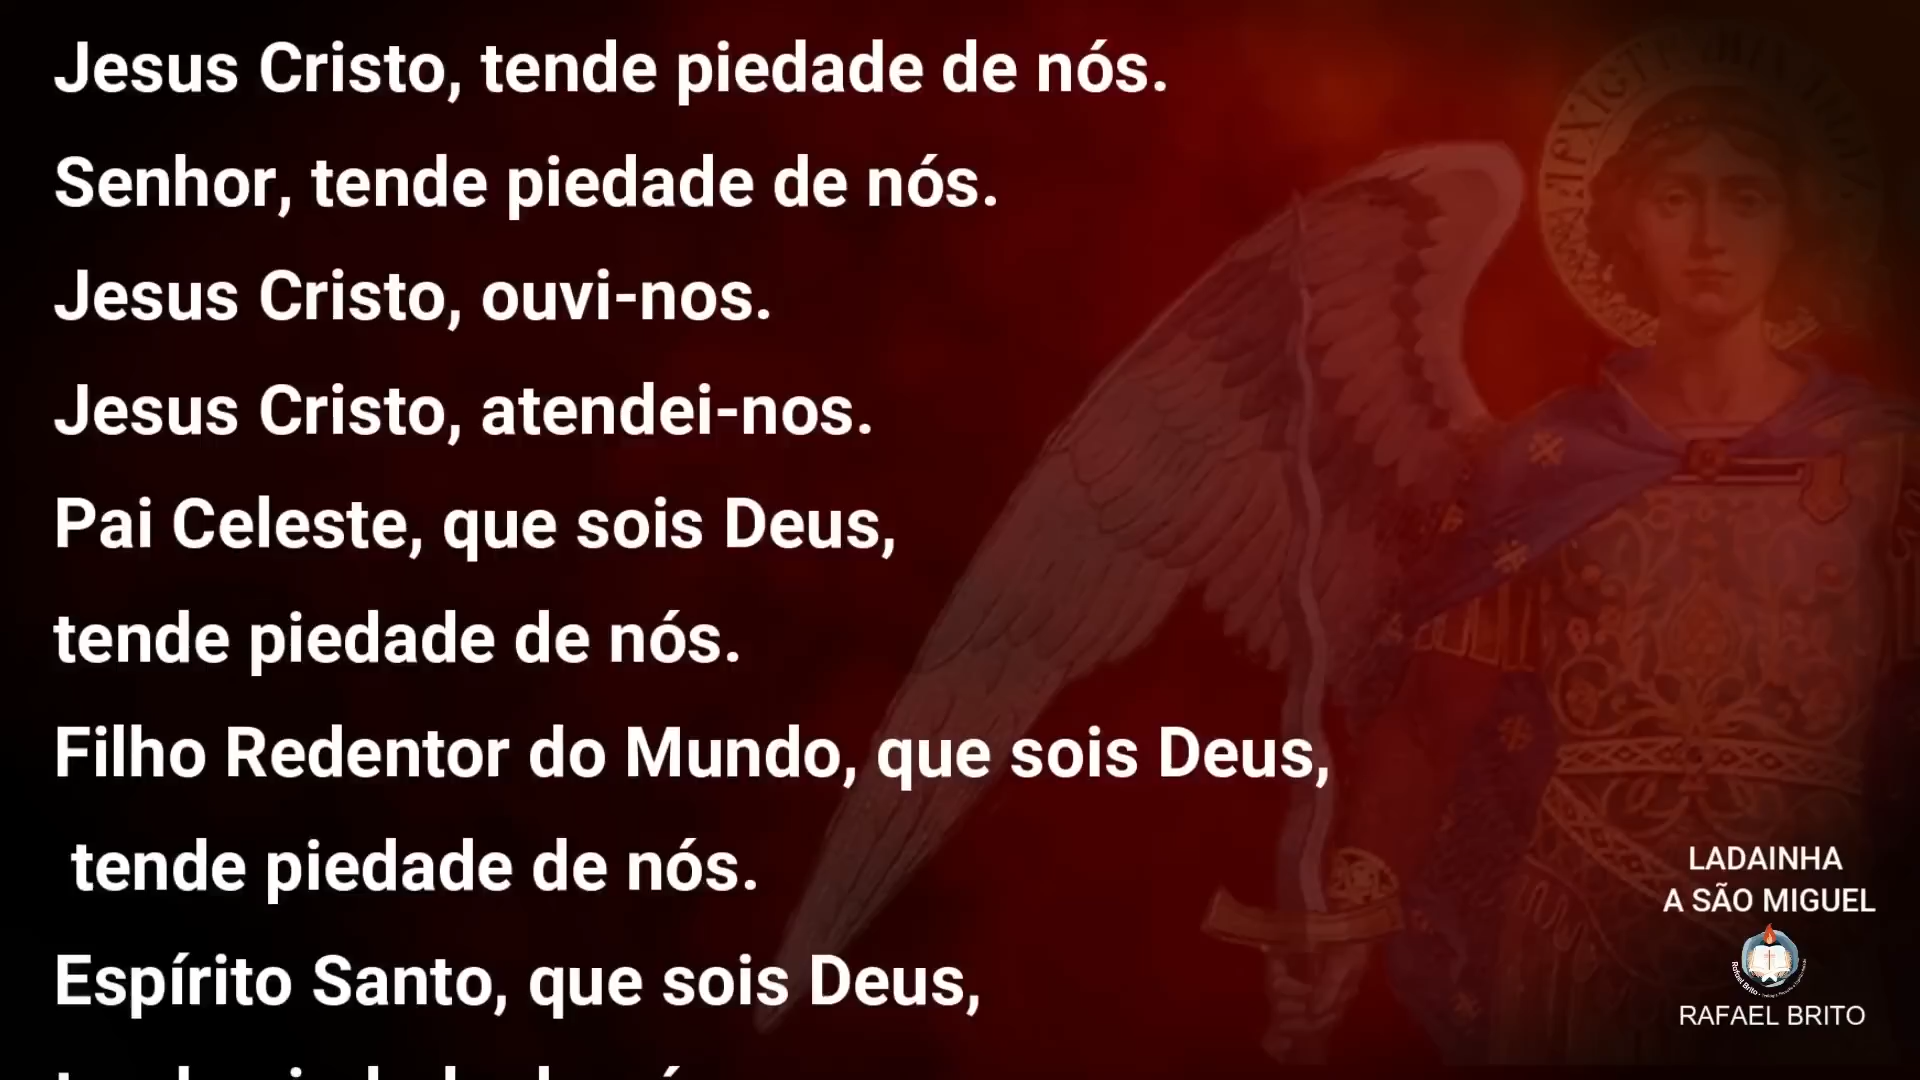 Jesus Cristo, tende piedade de nós.
Senhor, tende piedade de nós.
Jesus Cristo, ouvi-nos.
Jesus Cristo, atendei-nos.
Pai Celeste, que sois Deus,
tende piedade de nós.
Filho Redentor do Mundo, que sois Deus,
tende piedade de nós.
Espírito Santo, que sois Deus,
LADAINHA
A SÃO MIGUEL
RAFAEL BRITO